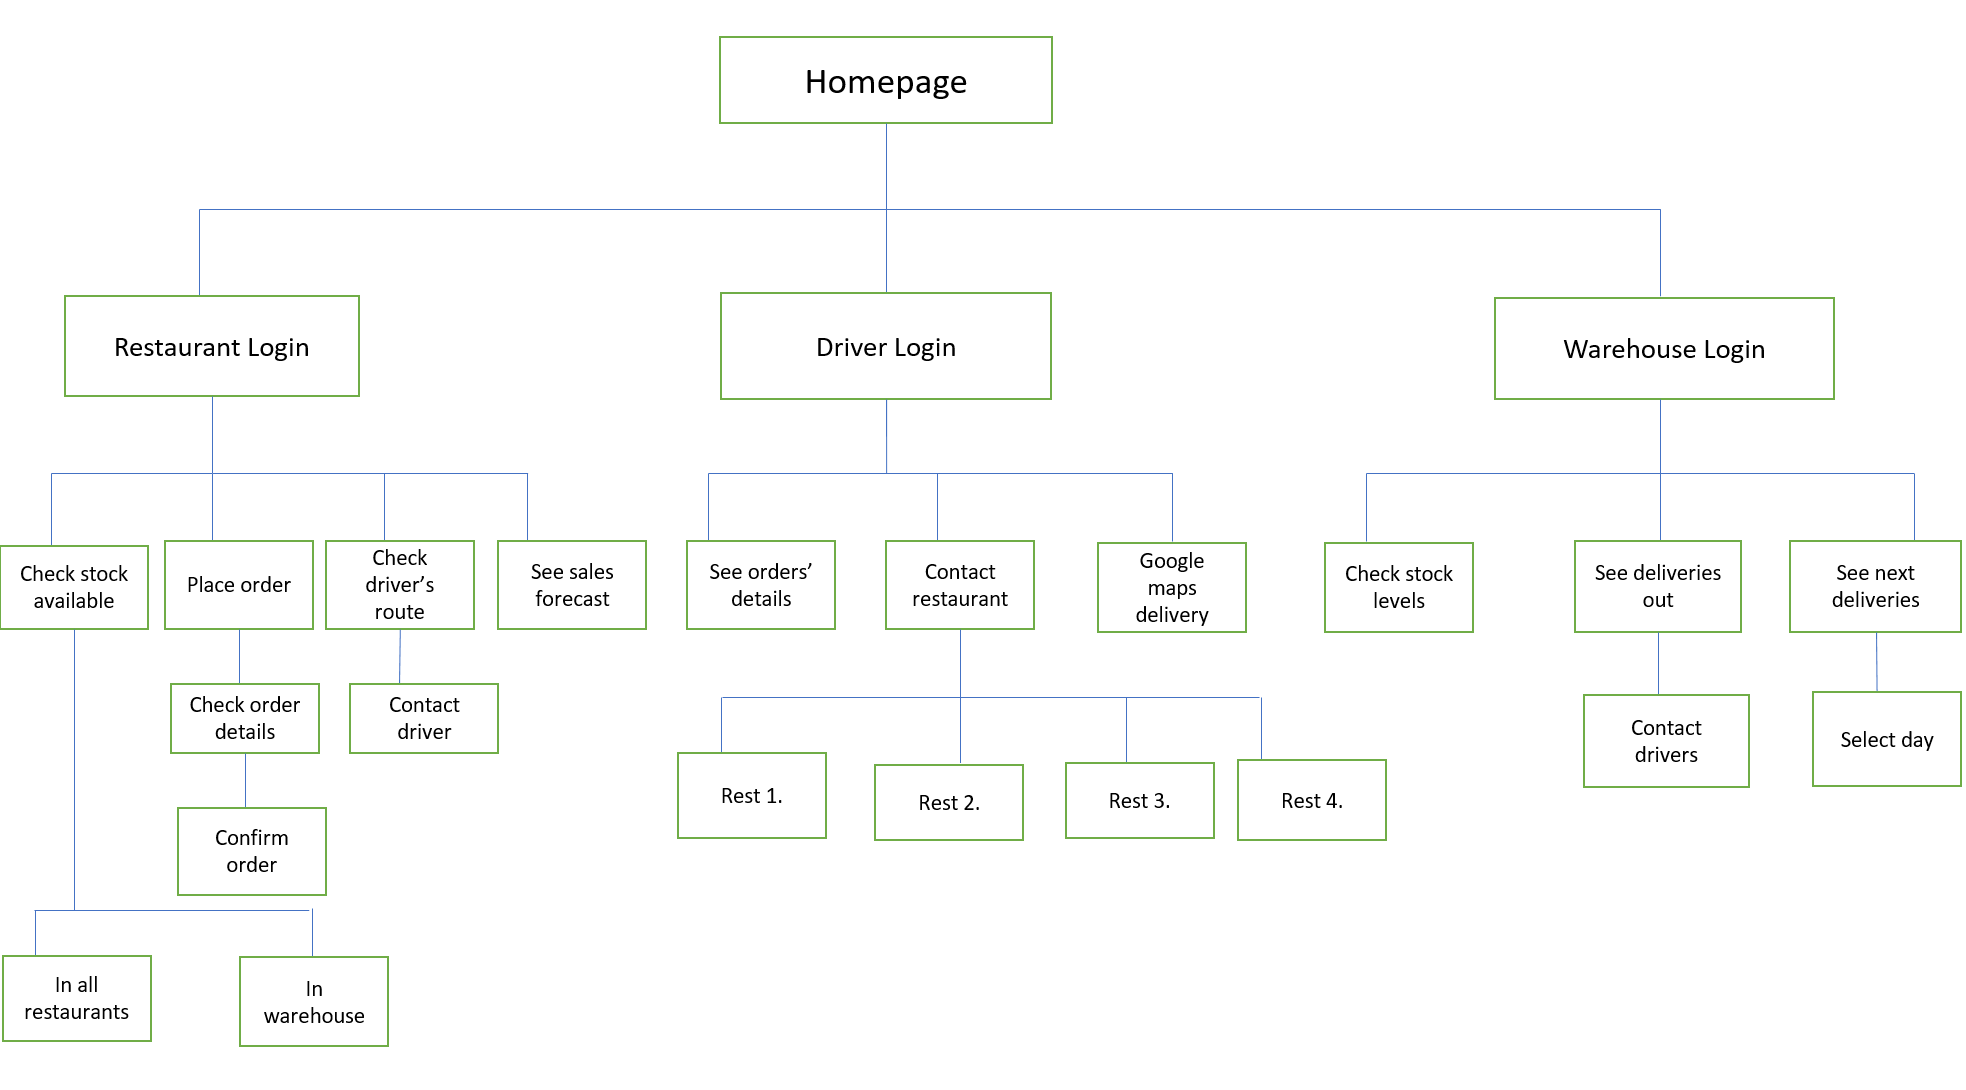 Homepage
Restaurant Login
Driver Login
Warehouse Login
Check stock
available
Place order
Check
driver’s
route
See sales
forecast
See orders’
details
Contact
restaurant
Google
maps
delivery
Check stock
levels
See deliveries
out
See next
deliveries
Check order
details
Contact
driver
Contact
drivers
Select day
Rest 1.
Rest 2.
Rest 3.
Rest 4.
Confirm
order
In all
restaurants
In
warehouse